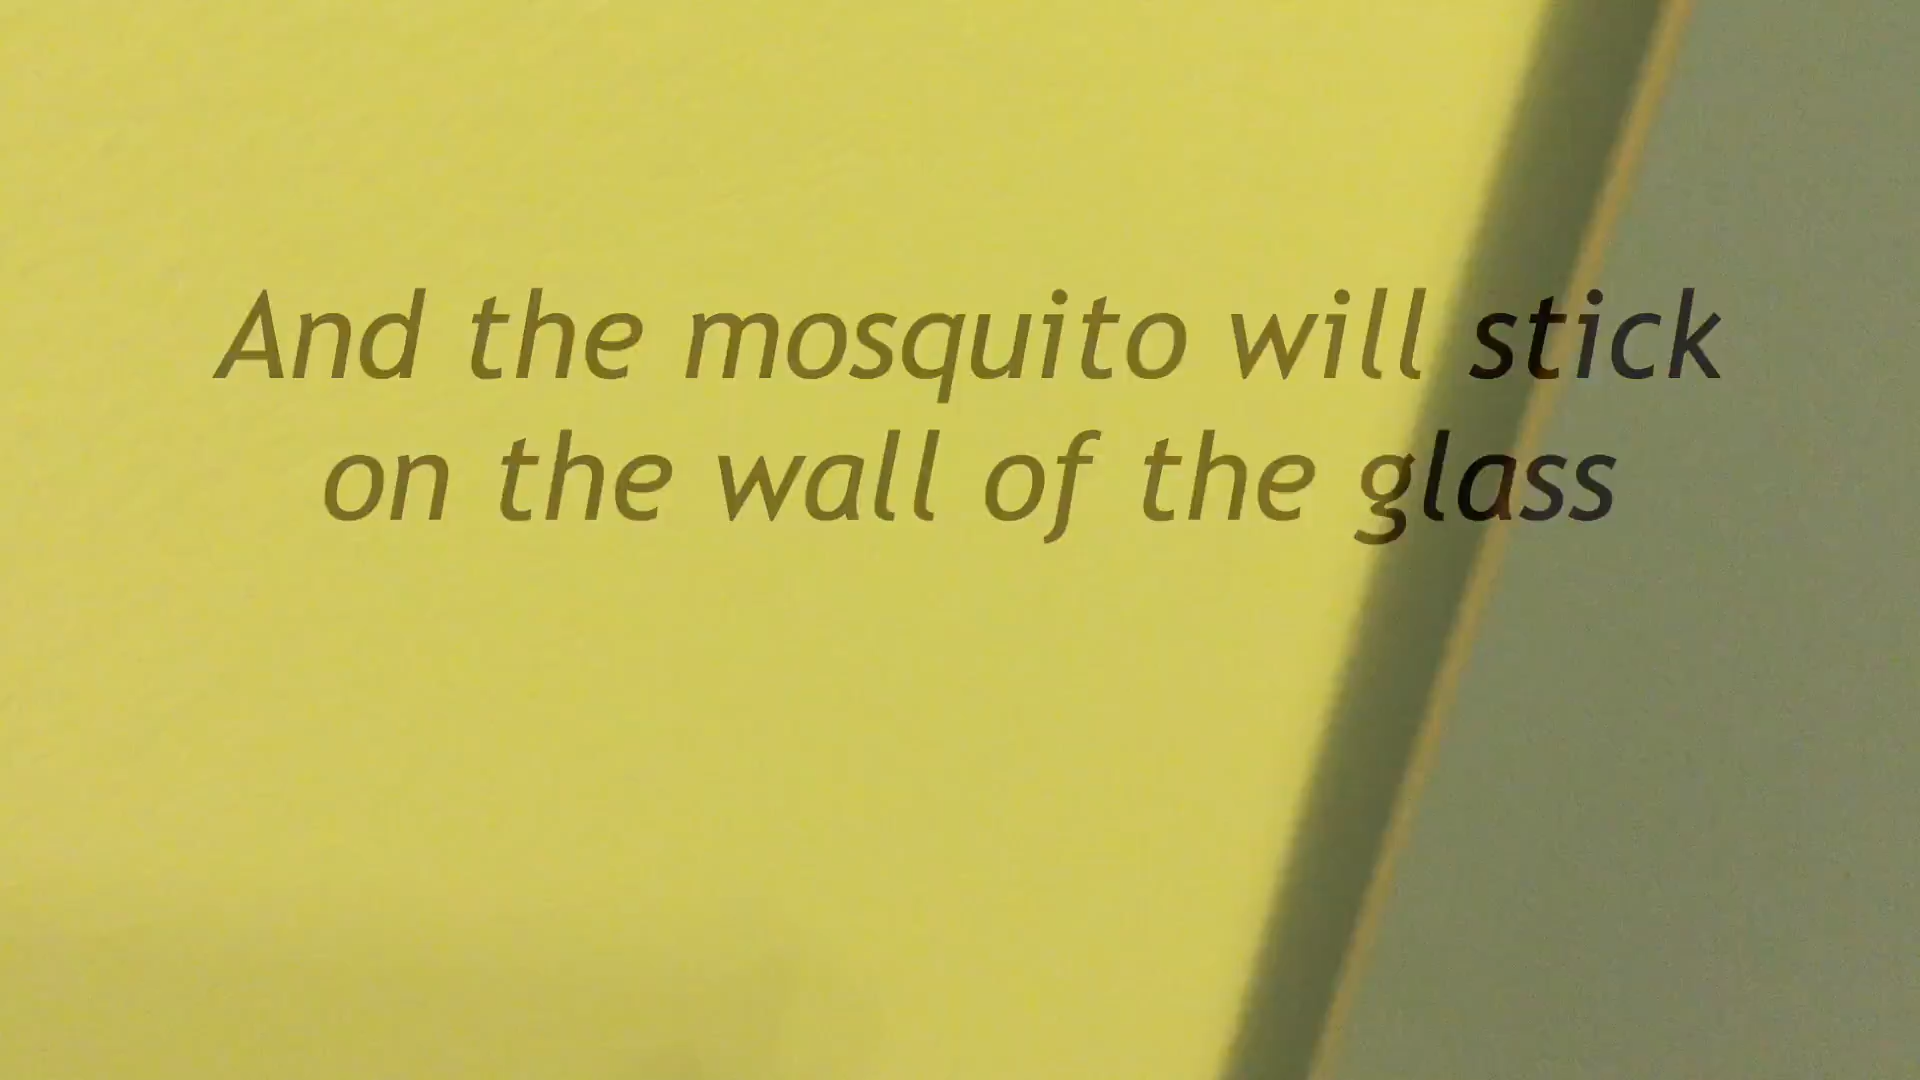 And the mosquito will stick
on the wall of the glass